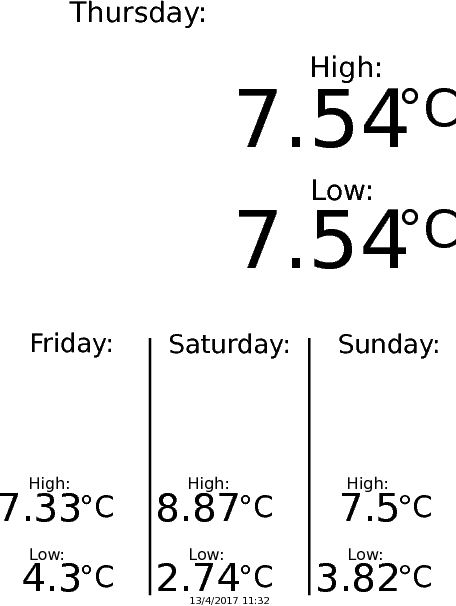 Thursday:
High:
7.54°C
Low:
7.54°C
Friday: Saturday: Sunday:
High: High: High:
7.33°C 8.87°C 7.5°C
Low: Low: Low:
4.3°C 2.74°C 3.82°C
13/4/2017 11:32